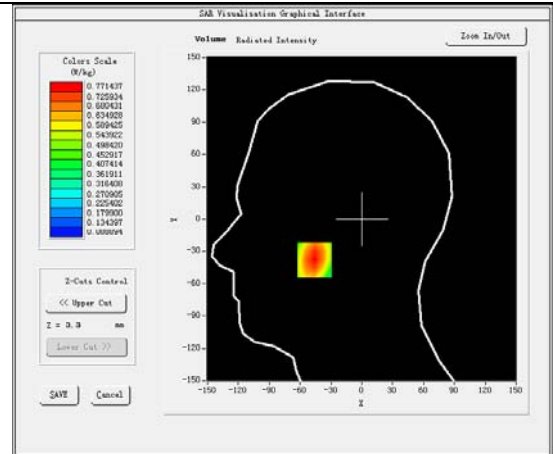 SAR Visualisation Graphical Interface
Volume Radiated Intensity
Zoom In/Out
Colors Scale
(W/kg)
0.771437
0.725934
0.680431
0.634928
0.589425
0.543922
0.498420
0.452917
0.407414
0.361911
0.316408
0.270905
0.225402
0.179900
0.134397
0.088894
Z-Cuts Control
<< Upper Cut
Z = 3.3 mm
Lower Cut >>
SAVE Cancel
150
120
90
60
30
0
-30
-60
-90
-120
-150
Y
-150 -120 -90 -60 -30 0 30 60 90 120 150
X